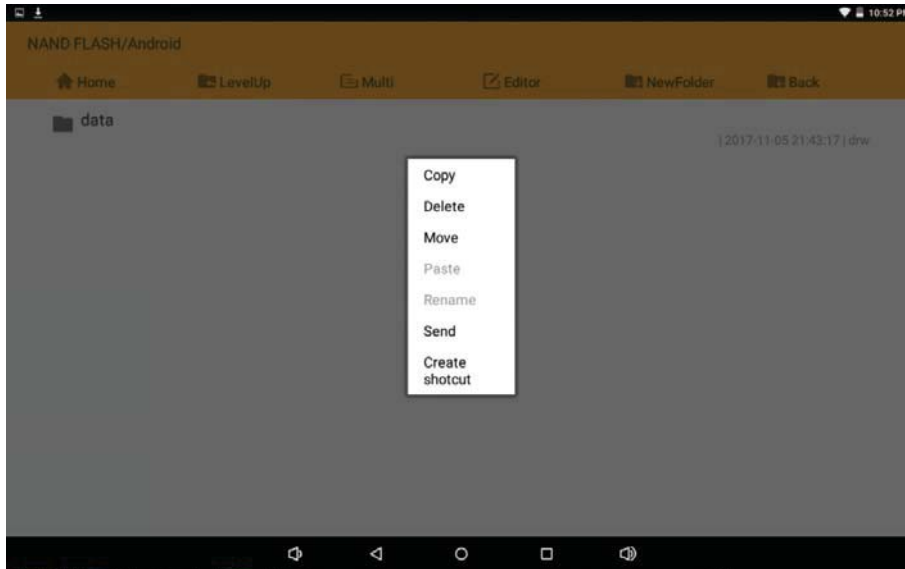 10:52 P
NAND FLASH/Android
Home LevelUp Multi Editor NewFolder Back
data
| 2017-11-05 21:43:17 | drw
Copy
Delete
Move
Paste
Rename
Send
Create
shotcut